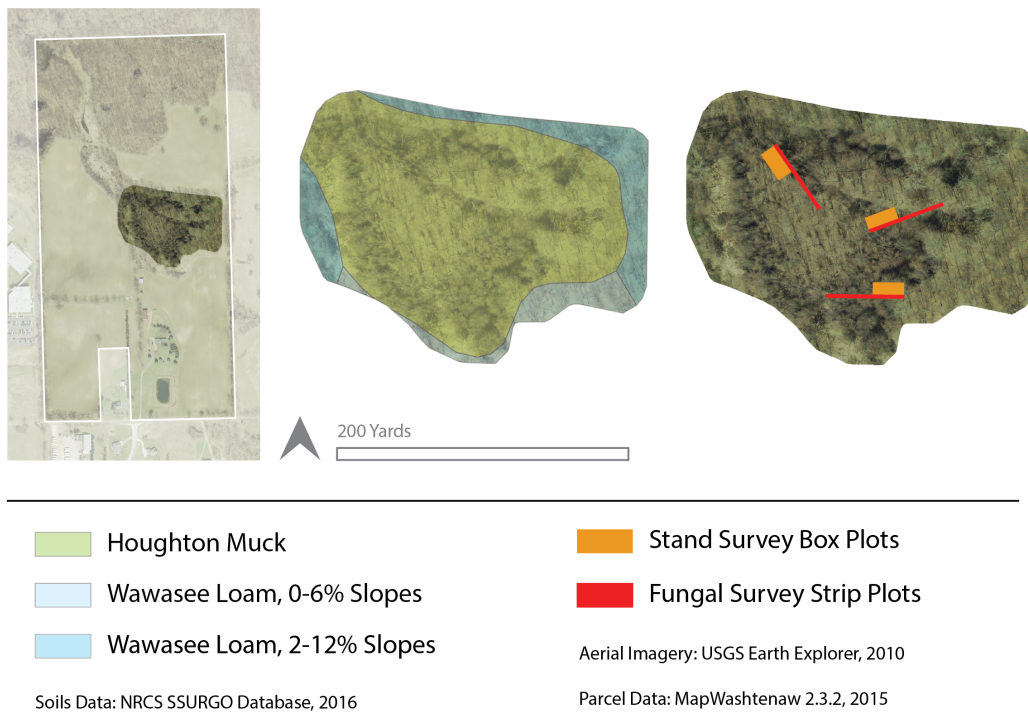 200 Yards
Houghton Muck
Wawasee Loam, 0-6% Slopes
Wawasee Loam, 2-12% Slopes
Soils Data: NRCS SSURGO Database, 2016
Stand Survey Box Plots
Fungal Survey Strip Plots
Aerial Imagery: USGS Earth Explorer, 2010
Parcel Data: MapWashtenaw 2.3.2, 2015